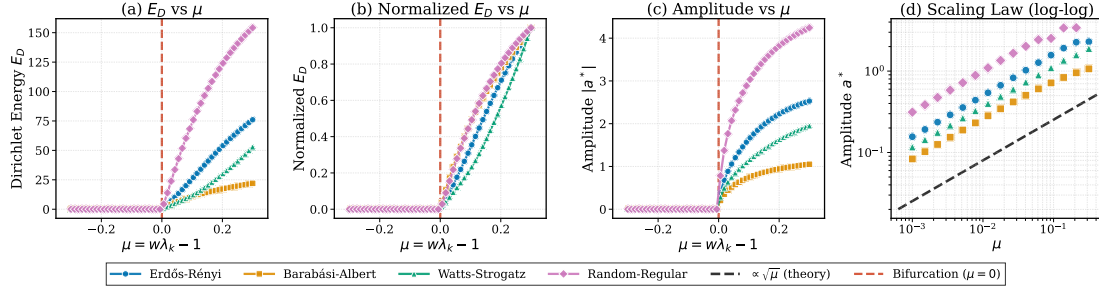 (a) E_D vs μ
Dirichlet Energy E_D
150
125
100
75
50
25
0
−0.2
0.0
0.2
μ = wλ_k − 1
(b) Normalized E_D vs μ
Normalized E_D
1.0
0.8
0.6
0.4
0.2
0.0
−0.2
0.0
0.2
μ = wλ_k − 1
(c) Amplitude vs μ
Amplitude |a*|
4
3
2
1
0
−0.2
0.0
0.2
μ = wλ_k − 1
(d) Scaling Law (log-log)
Amplitude a*
10⁰
10⁻¹
10⁻³
10⁻²
10⁻¹
μ
Erdős-Rényi
Barabási-Albert
Watts-Strogatz
Random-Regular
∝ √μ (theory)
Bifurcation (μ = 0)